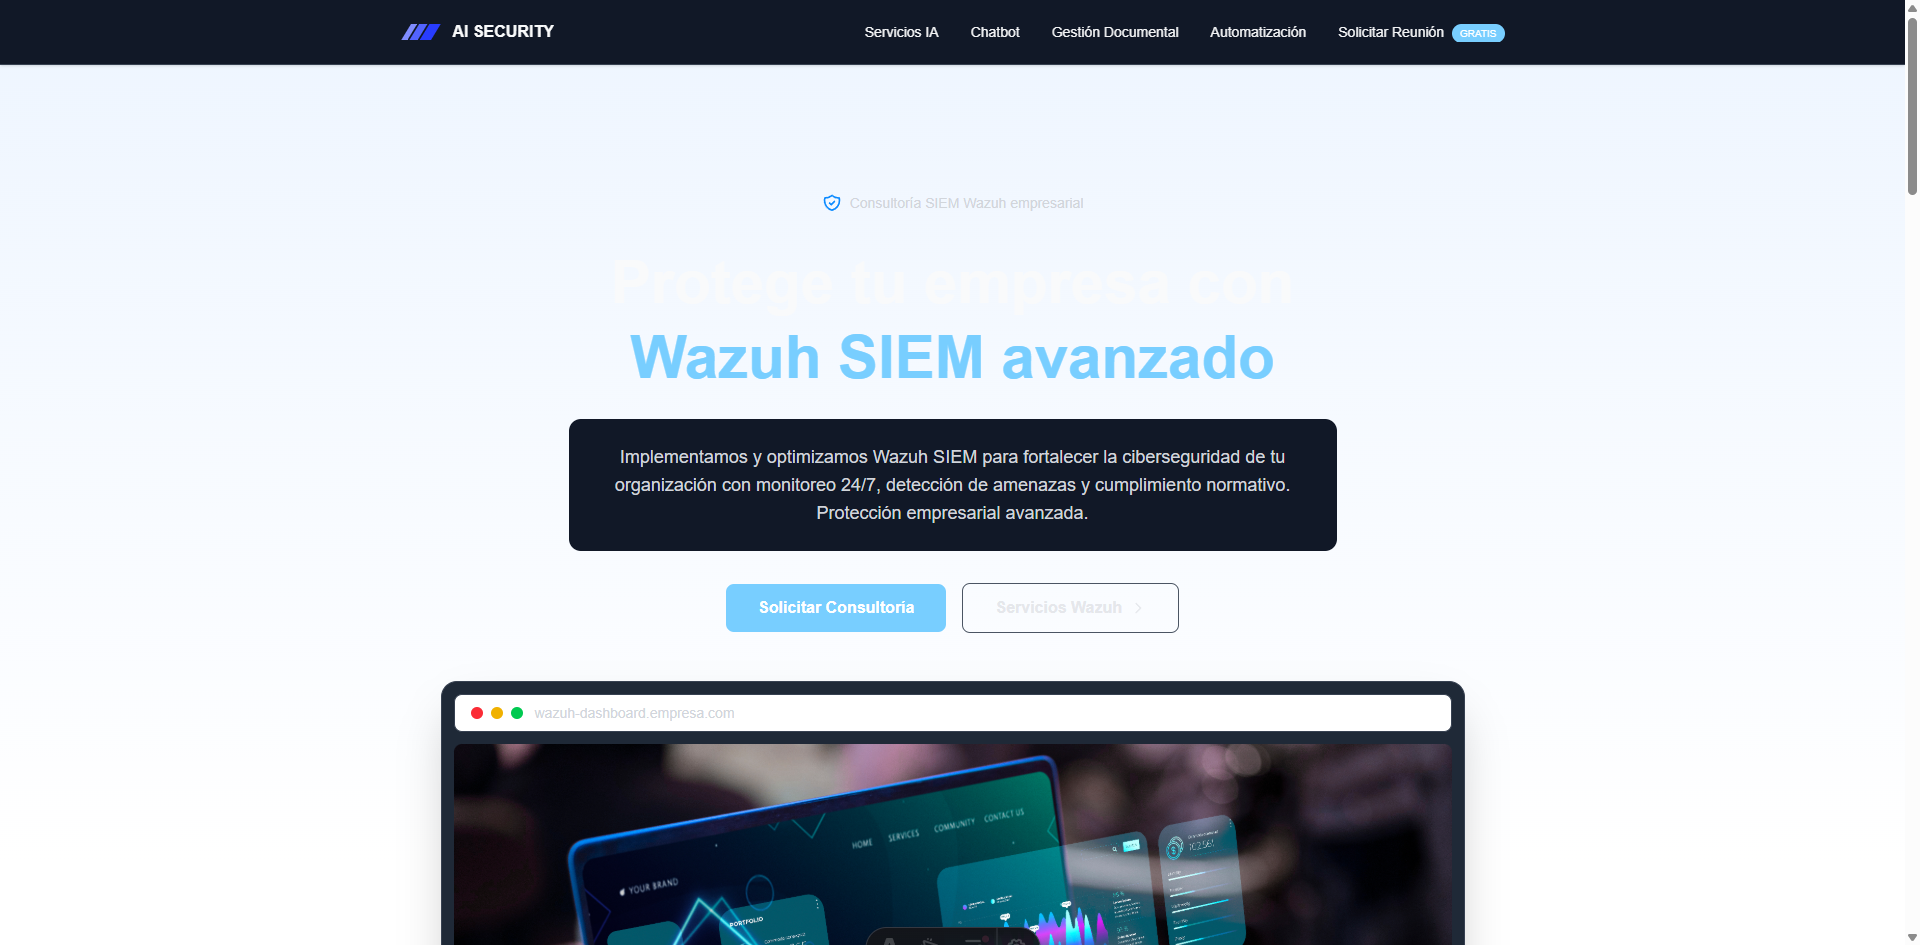 AI SECURITY
Servicios IA
Chatbot
Gestión Documental
Automatización
Solicitar Reunión GRATIS
Consultoría SIEM Wazuh empresarial
Protege tu empresa con
Wazuh SIEM avanzado
Implementamos y optimizamos Wazuh SIEM para fortalecer la ciberseguridad de tu
organización con monitoreo 24/7, detección de amenazas y cumplimiento normativo.
Protección empresarial avanzada.
Solicitar Consultoría
Servicios Wazuh
wazuh-dashboard.empresa.com
HOME SERVICES COMMUNITY CONTACT US
YOUR BRAND
PORTFOLIO